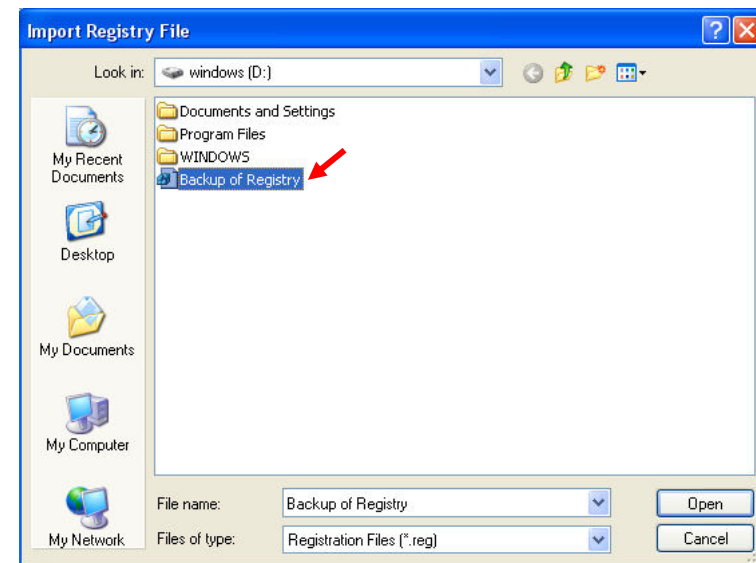 Import Registry File
Look in: windows (D:)
My Recent
Documents
Desktop
My Documents
My Computer
My Network
Documents and Settings
Program Files
WINDOWS
Backup of Registry
File name: Backup of Registry Open
Files of type: Registration Files (*.reg) Cancel